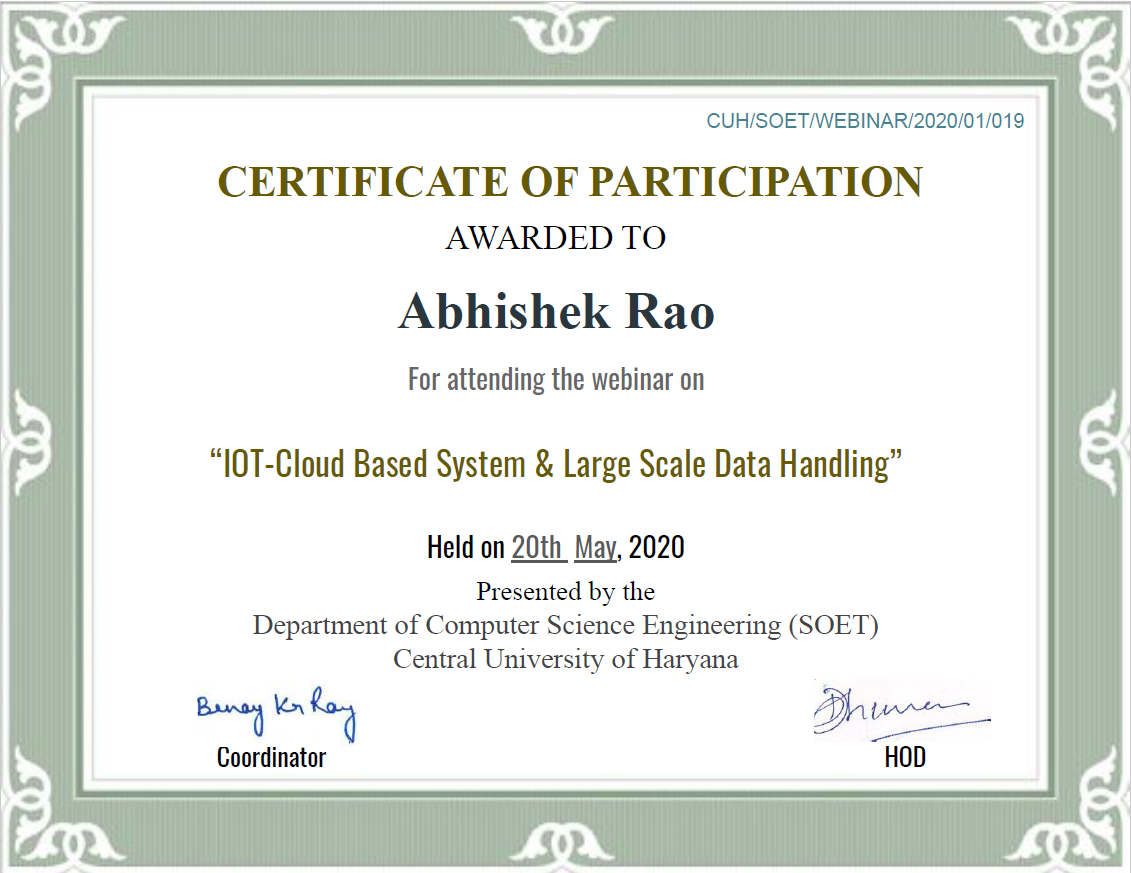 CUH/SOET/WEBINAR/2020/01/019
CERTIFICATE OF PARTICIPATION
AWARDED TO
Abhishek Rao
For attending the webinar on
“IOT-Cloud Based System & Large Scale Data Handling”
Held on 20th May, 2020
Presented by the
Department of Computer Science Engineering (SOET)
Central University of Haryana
Benay Kr Ray
Coordinator
HOD